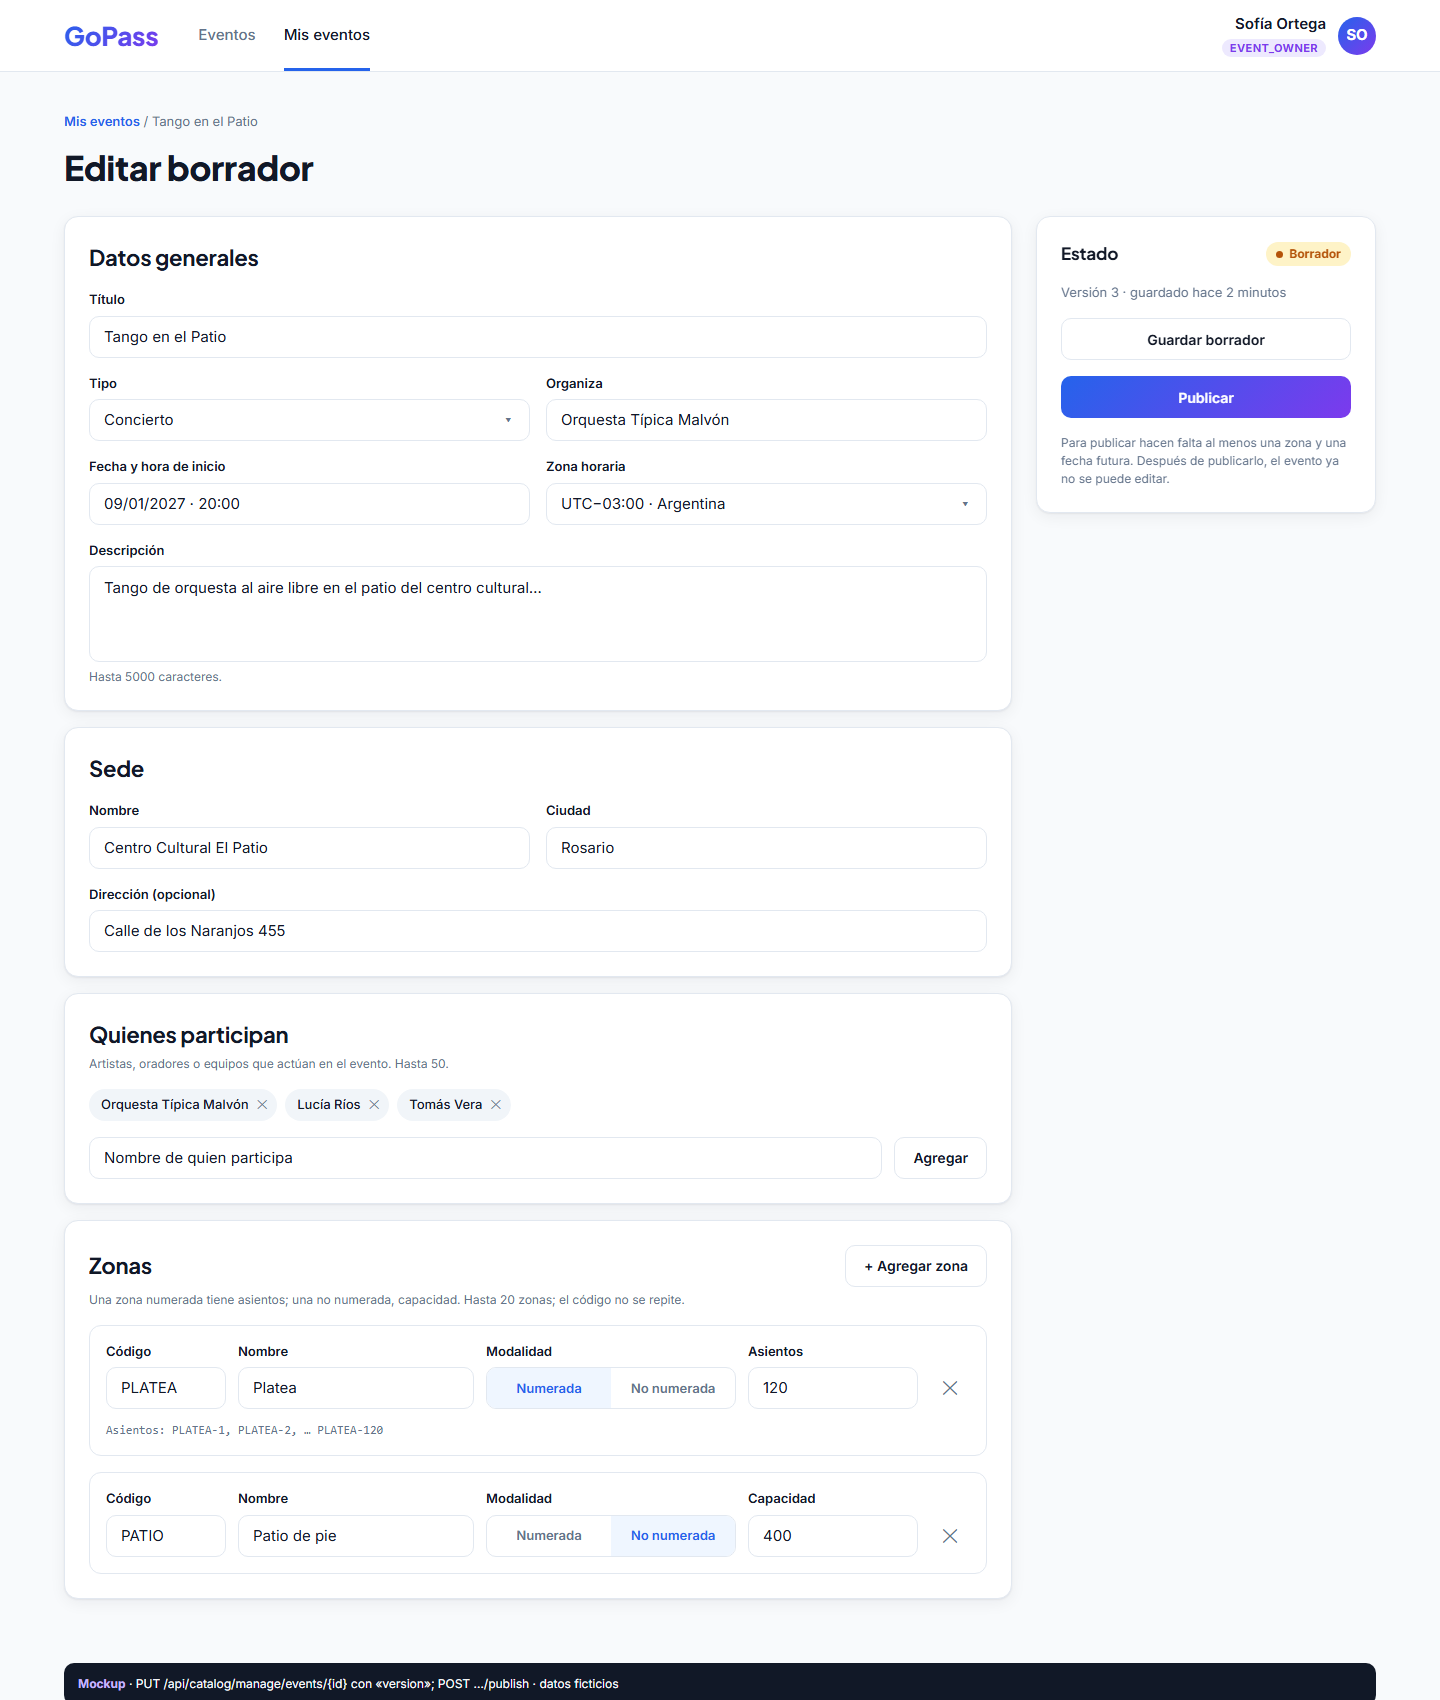 GoPass
Eventos
Mis eventos
Sofía Ortega
EVENT_OWNER
SO
Mis eventos / Tango en el Patio
Editar borrador
Datos generales
Título
Tango en el Patio
Tipo
Organiza
Concierto
Orquesta Típica Malvón
Fecha y hora de inicio
Zona horaria
09/01/2027 · 20:00
UTC−03:00 · Argentina
Descripción
Tango de orquesta al aire libre en el patio del centro cultural…
Hasta 5000 caracteres.
Estado
Borrador
Versión 3 · guardado hace 2 minutos
Guardar borrador
Publicar
Para publicar hacen falta al menos una zona y una
fecha futura. Después de publicarlo, el evento ya
no se puede editar.
Sede
Nombre
Ciudad
Centro Cultural El Patio
Rosario
Dirección (opcional)
Calle de los Naranjos 455
Quienes participan
Artistas, oradores o equipos que actúan en el evento. Hasta 50.
Orquesta Típica Malvón
Lucía Ríos
Tomás Vera
Nombre de quien participa
Agregar
Zonas
+ Agregar zona
Una zona numerada tiene asientos; una no numerada, capacidad. Hasta 20 zonas; el código no se repite.
Código
Nombre
Modalidad
Asientos
PLATEA
Platea
Numerada
No numerada
120
Asientos: PLATEA-1, PLATEA-2, … PLATEA-120
Código
Nombre
Modalidad
Capacidad
PATIO
Patio de pie
Numerada
No numerada
400
Mockup · PUT /api/catalog/manage/events/{id} con «version»; POST …/publish · datos ficticios